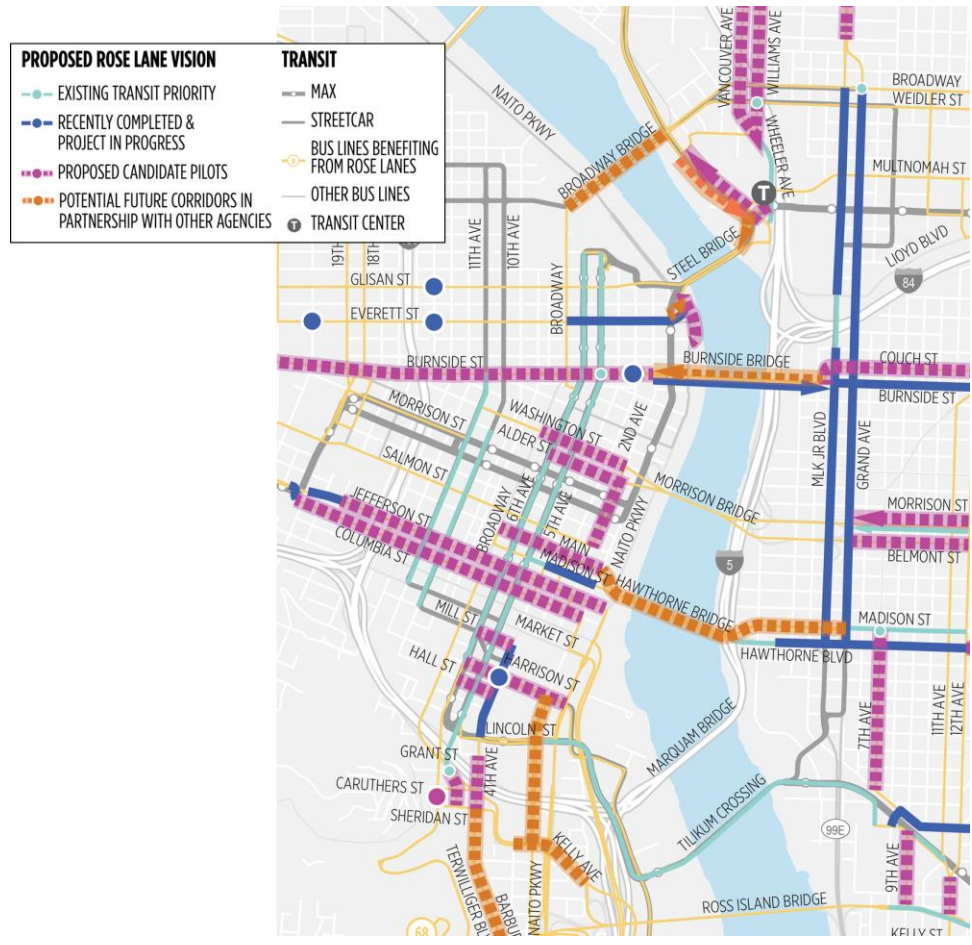 PROPOSED ROSE LANE VISION
EXISTING TRANSIT PRIORITY
RECENTLY COMPLETED &
PROJECT IN PROGRESS
PROPOSED CANDIDATE PILOTS
POTENTIAL FUTURE CORRIDORS IN
PARTNERSHIP WITH OTHER AGENCIES
TRANSIT
MAX
STREETCAR
BUS LINES BENEFITING
FROM ROSE LANES
OTHER BUS LINES
T TRANSIT CENTER
VANCOUVER AVE
WILLIAMS AVE
BROADWAY
WEIDLER ST
NAITO PKWY
WHEELER AVE
BROADWAY BRIDGE
MULTNOMAH ST
T
19TH
18TH
11TH AVE
10TH AVE
STEEL BRIDGE
LLOYD BLVD
84
GLISAN ST
BROADWAY
EVERETT ST
BURNSIDE ST
BURNSIDE BRIDGE
COUCH ST
BURNSIDE ST
MORRISON ST
WASHINGTON ST
ALDER ST
2ND AVE
MLK JR BLVD
GRAND AVE
SALMON ST
MORRISON BRIDGE
MORRISON ST
JEFFERSON ST
BROADWAY
6TH AVE
5TH AVE
NAITO PKWY
COLUMBIA ST
MAIN
MADISON ST
5
BELMONT ST
HAWTHORNE BRIDGE
MADISON ST
MILL ST
MARKET ST
HAWTHORNE BLVD
HALL ST
HARRISON ST
LINCOLN ST
MARQUAM BRIDGE
7TH AVE
11TH AVE
12TH AVE
GRANT ST
4TH AVE
CARUTHERS ST
SHERIDAN ST
TILIKUM CROSSING
99E
TERWILLIGER BL
BARBUR
NAITO PKWY
KELLY AVE
9TH AVE
ROSS ISLAND BRIDGE
68
KELLY ST